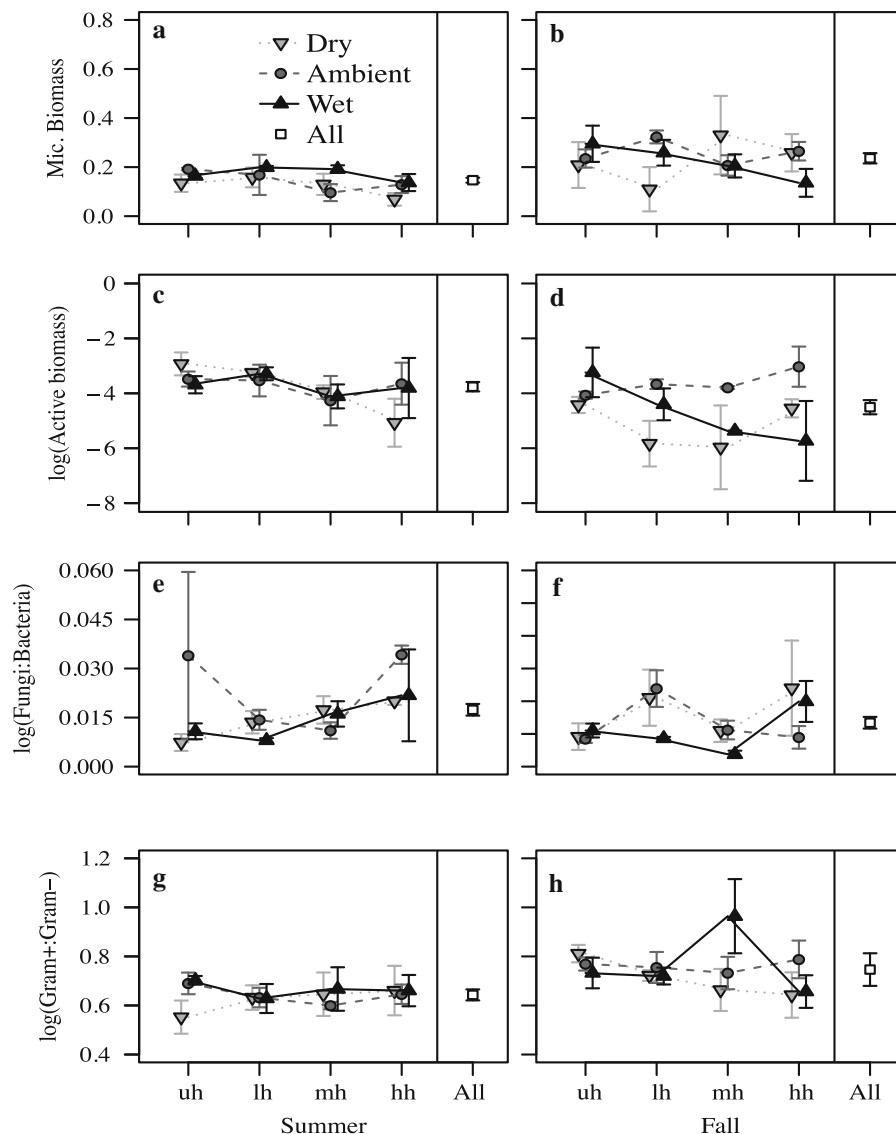 a
Dry
Ambient
Wet
All
Mic. Biomass
0.8
0.6
0.4
0.2
0.0
b
log(Active biomass)
0
−2
−4
−6
−8
c
d
log(Fungi:Bacteria)
0.060
0.045
0.030
0.015
0.000
e
f
log(Gram+:Gram−)
1.2
1.0
0.8
0.6
0.4
g
h
uh lh mh hh All
uh lh mh hh All
Summer
Fall